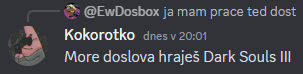 @EwDosbox ja mam prace ted dost
Kokorotko dnes v 20:01
More doslova hraješ Dark Souls III